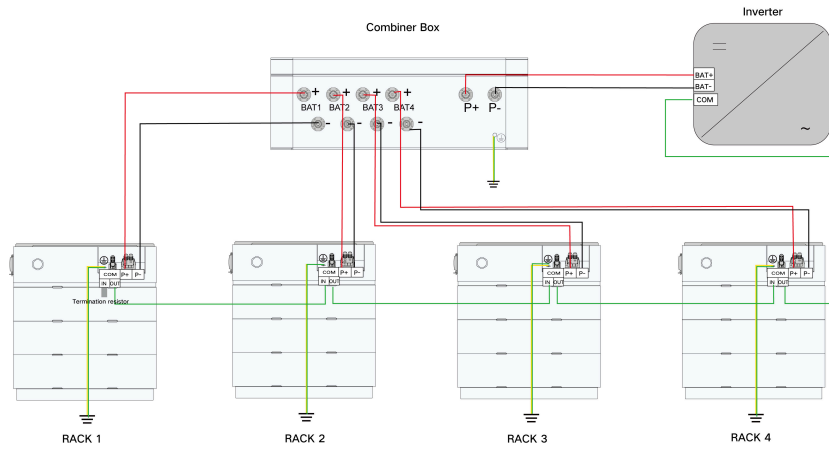 Inverter
Combiner Box
BAT+
BAT-
COM
+ + + +
BAT1 BAT2 BAT3 BAT4 P+ P-
- - - -
~
COM P+ P-
IN OUT
Termination resistor
COM P+ P-
IN OUT
COM P+ P-
IN OUT
COM P+ P-
IN OUT
RACK 1 RACK 2 RACK 3 RACK 4